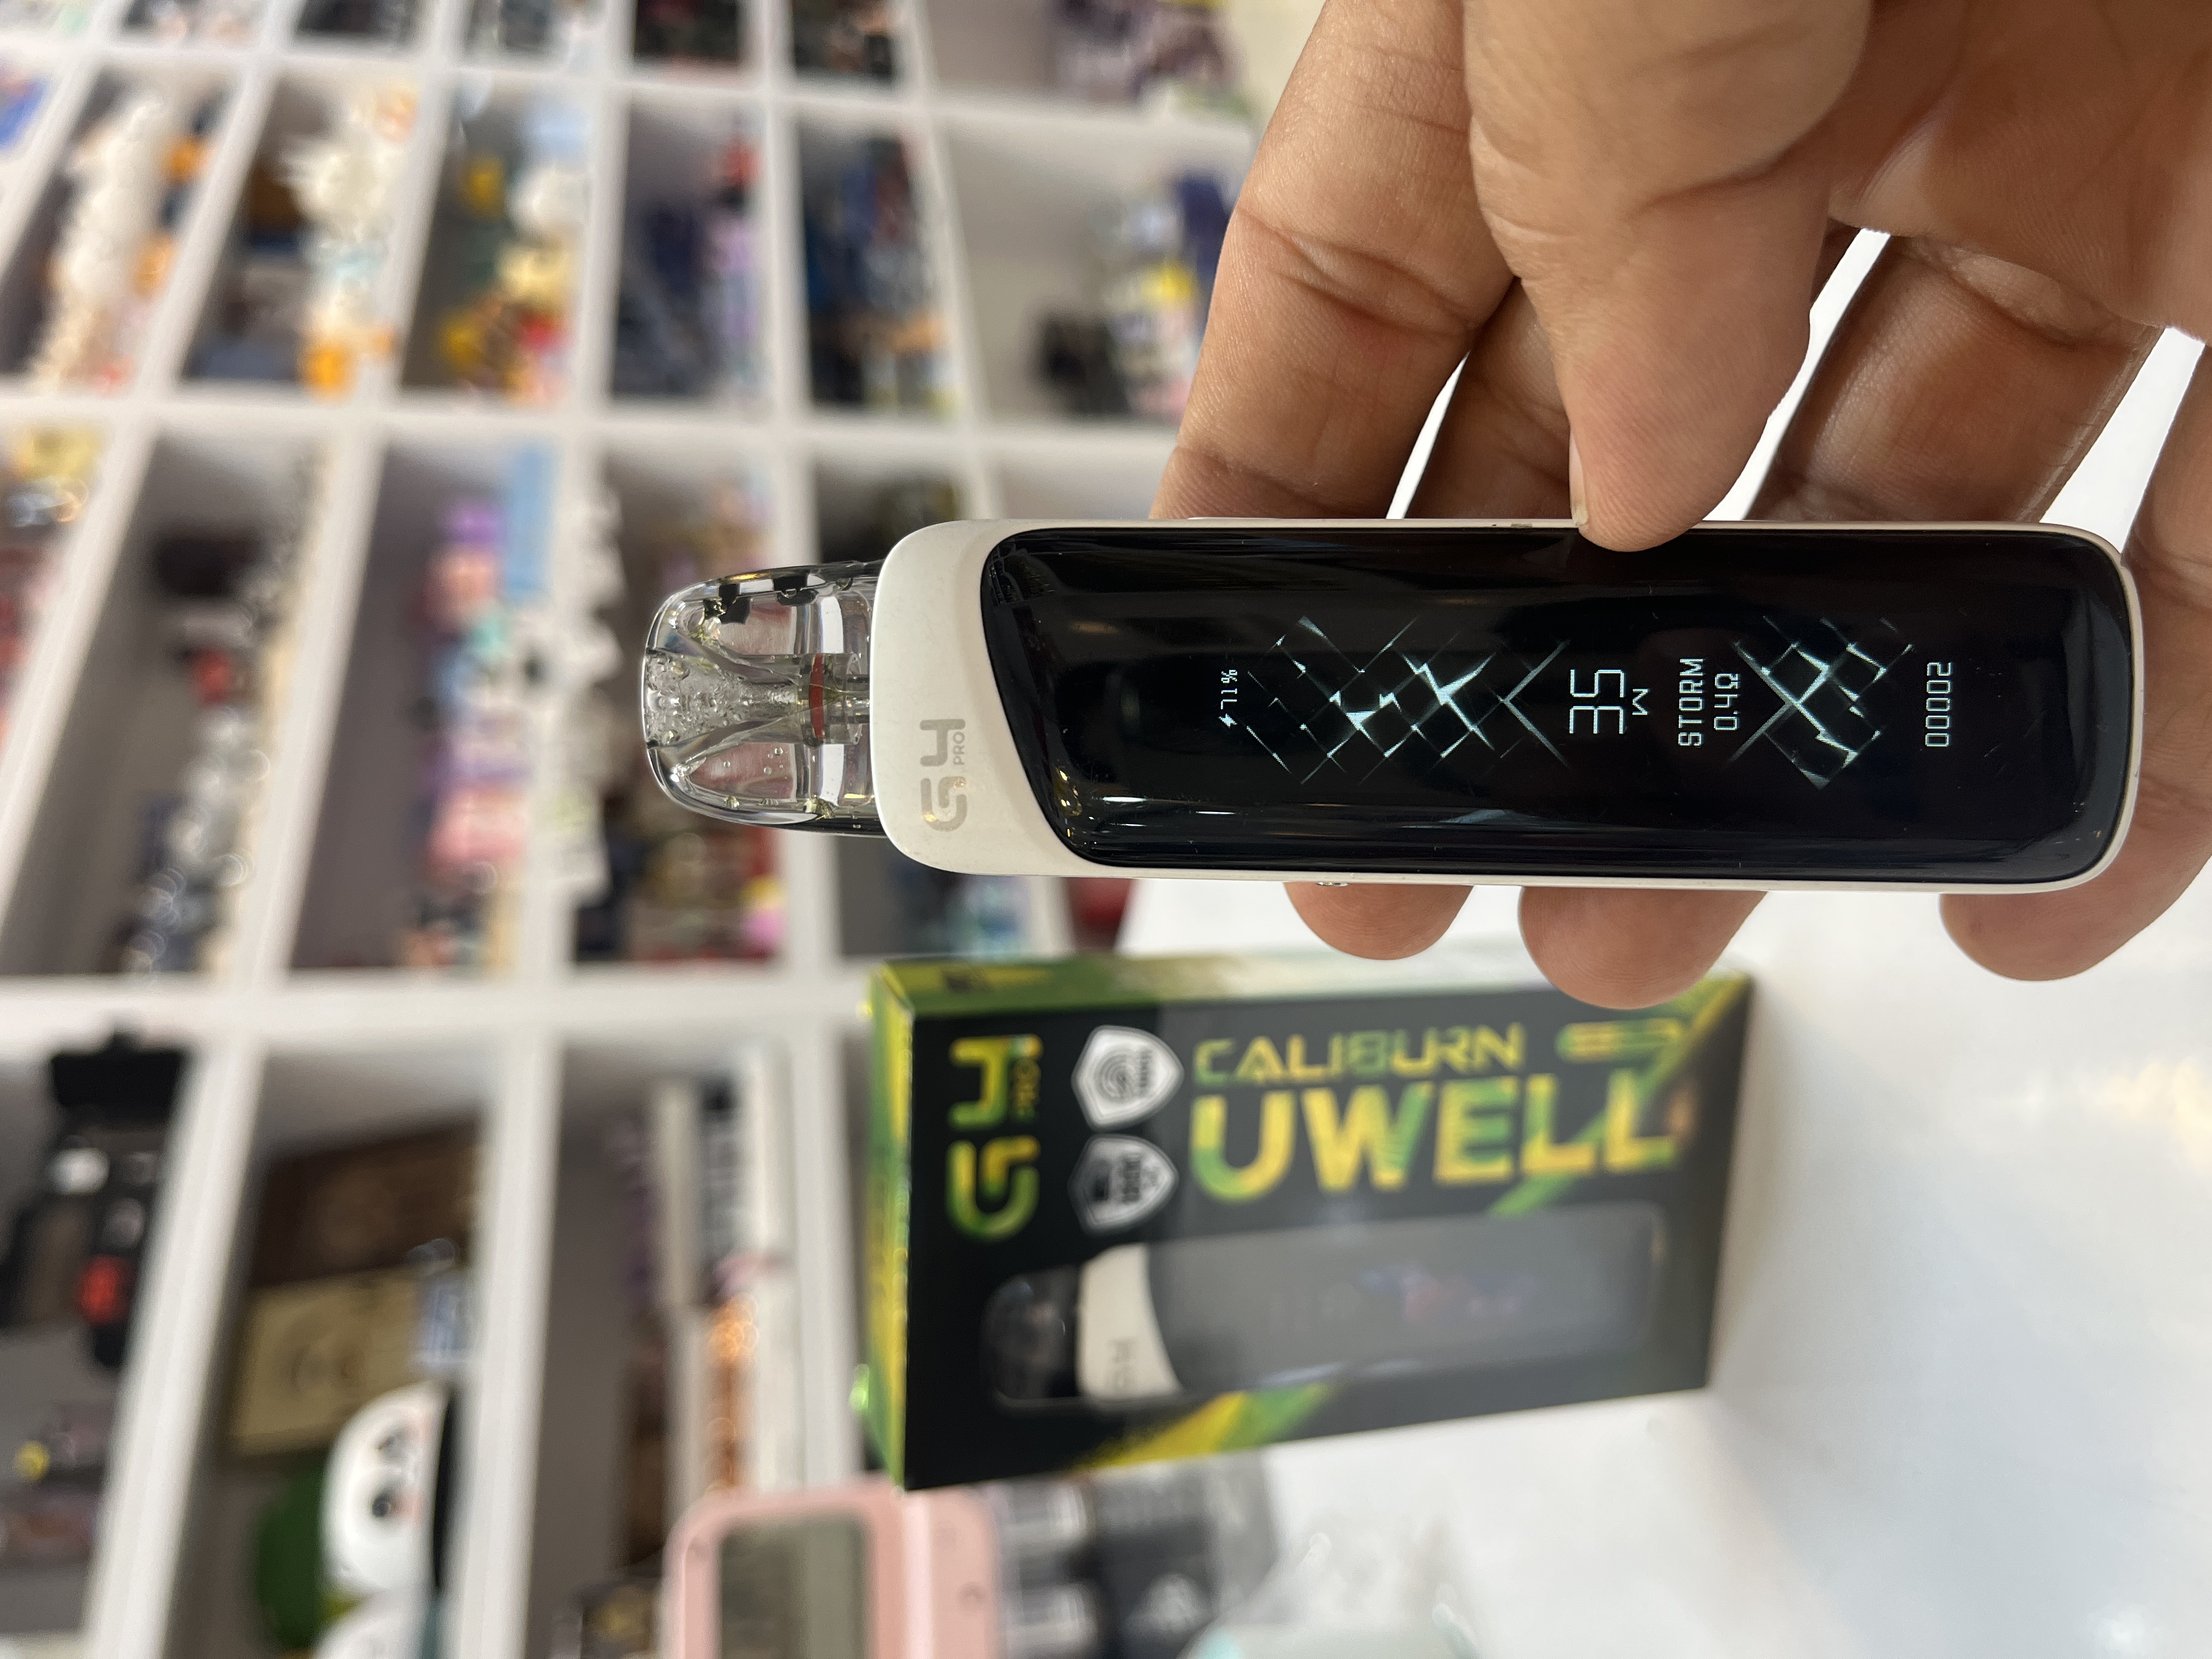 G4
PRO
71%
35
W
STORM
0.4Ω
00002
G4
PRO
CALIBURN
UWELL